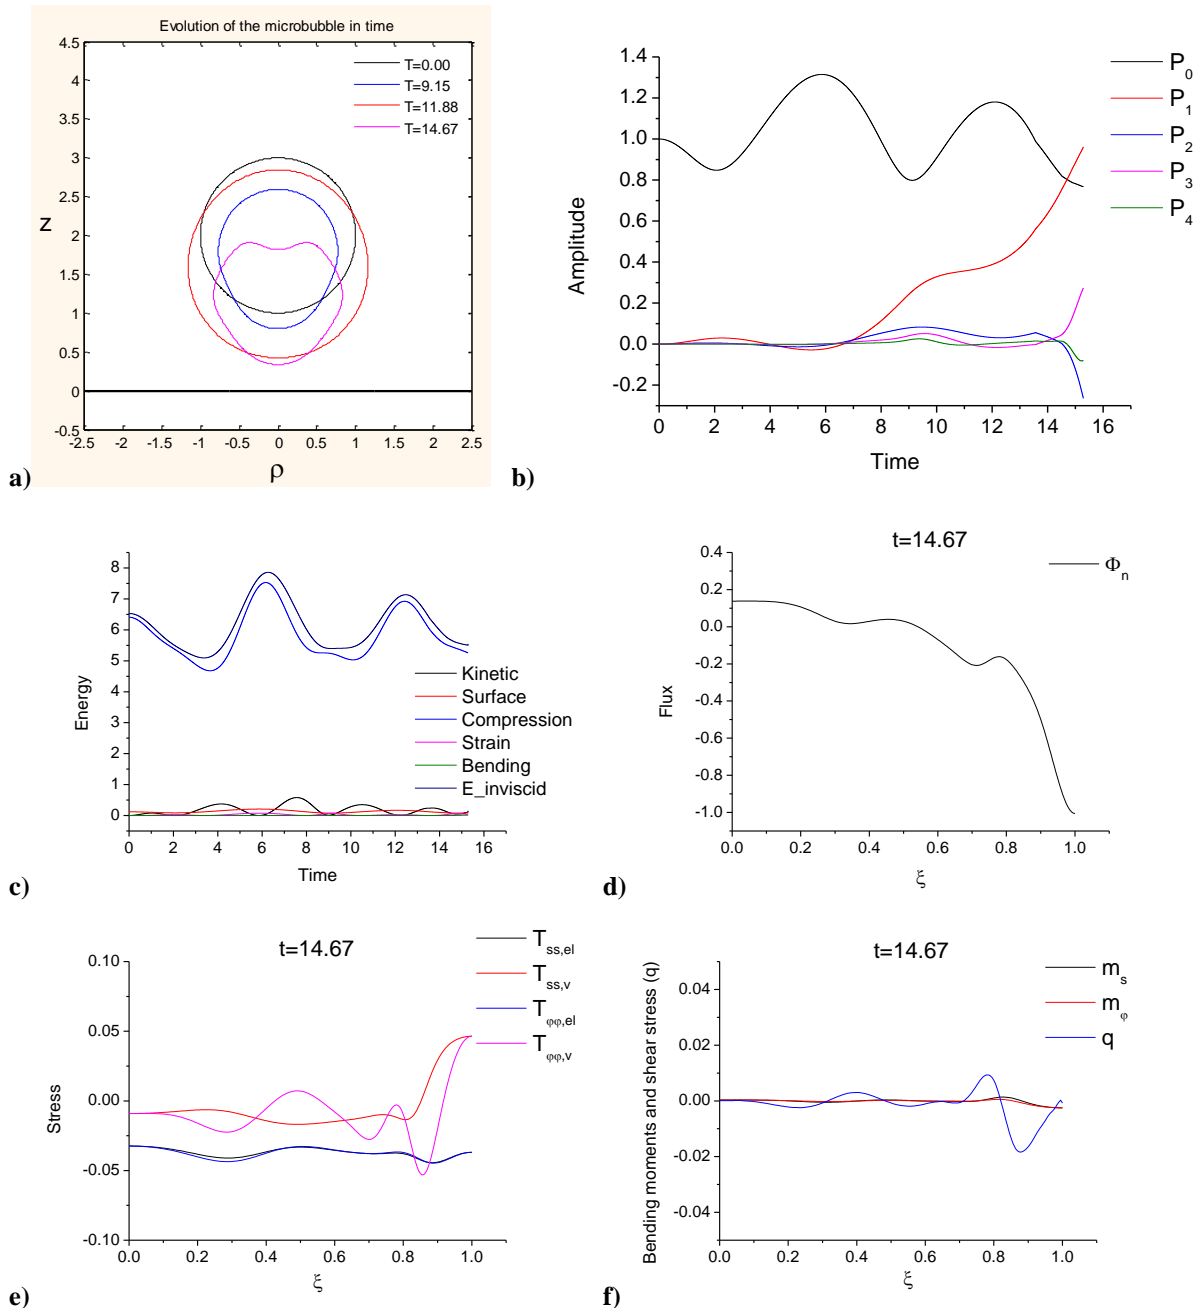 Evolution of the microbubble in time
4.5
4
3.5
3
2.5
2
1.5
1
0.5
0
-0.5
-2.5 -2 -1.5 -1 -0.5 0 0.5 1 1.5 2 2.5
Z
ρ
T=0.00
T=9.15
T=11.88
T=14.67
a)
1.4
1.2
1.0
0.8
0.6
0.4
0.2
0.0
-0.2
0 2 4 6 8 10 12 14 16
Amplitude
Time
P0
P1
P2
P3
P4
b)
8
7
6
5
4
3
2
1
0
0 2 4 6 8 10 12 14 16
Energy
Time
Kinetic
Surface
Compression
Strain
Bending
E_inviscid
c)
t=14.67
0.4
0.2
0.0
-0.2
-0.4
-0.6
-0.8
-1.0
0.0 0.2 0.4 0.6 0.8 1.0
Flux
ξ
Φn
d)
t=14.67
0.10
0.05
0.00
-0.05
-0.10
0.0 0.2 0.4 0.6 0.8 1.0
Stress
ξ
Tss,el
Tss,v
Tφφ,el
Tφφ,v
e)
t=14.67
0.04
0.02
0.00
-0.02
-0.04
0.0 0.2 0.4 0.6 0.8 1.0
Bending moments and shear stress (q)
ξ
ms
mφ
q
f)